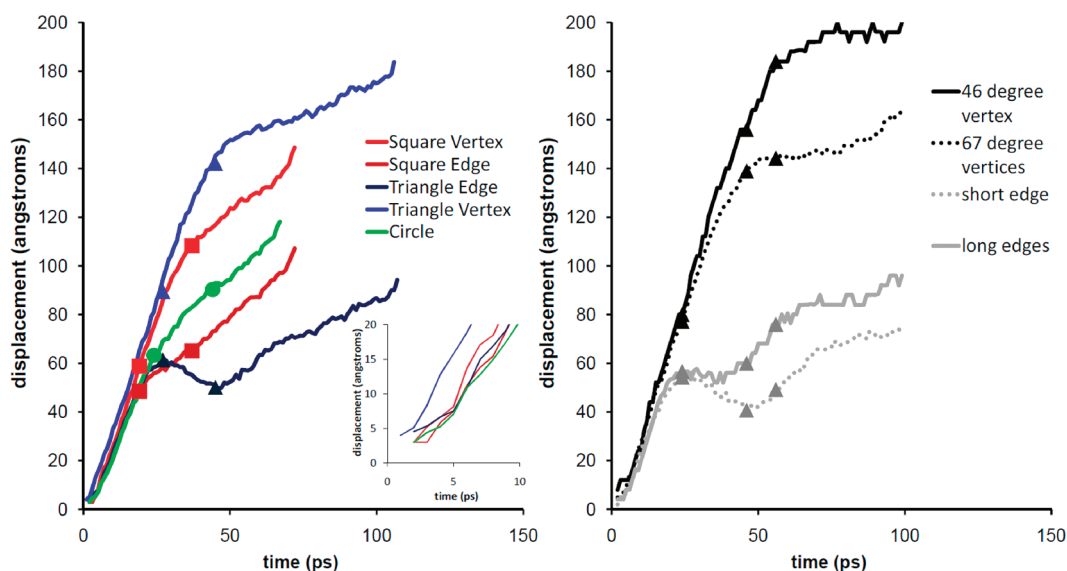 200
180
160
140
120
100
80
60
40
20
0
displacement (angstroms)
0
50
100
150
time (ps)
Square Vertex
Square Edge
Triangle Edge
Triangle Vertex
Circle
20
15
10
5
0
displacement (angstroms)
0
5
10
time (ps)
200
180
160
140
120
100
80
60
40
20
0
displacement (angstroms)
0
50
100
150
time (ps)
46 degree
vertex
67 degree
vertices
short edge
long edges